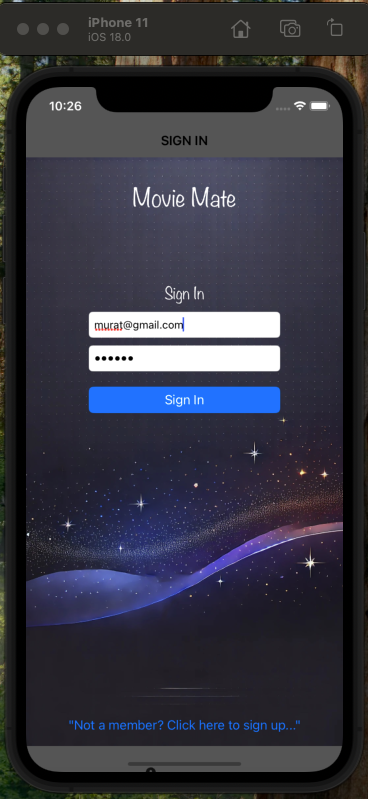 iPhone 11
iOS 18.0
10:26
SIGN IN
Movie Mate
Sign In
murat@gmail.com
••••••
Sign In
"Not a member? Click here to sign up..."